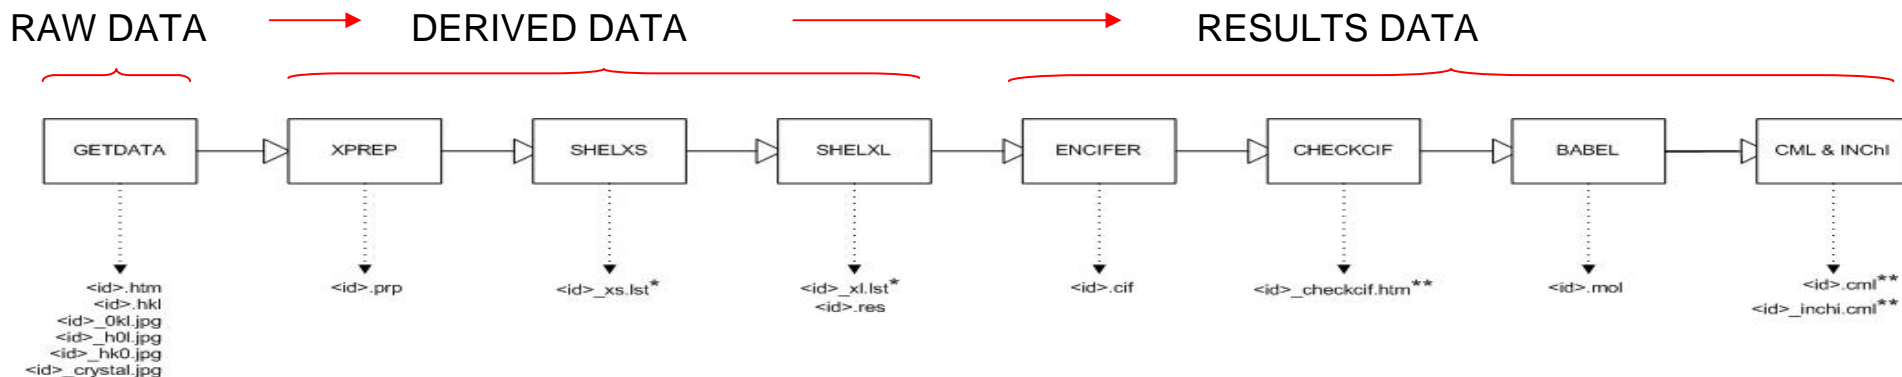 RAW DATA DERIVED DATA RESULTS DATA
GETDATA XPREP SHELXS SHELXL ENCIFER CHECKCIF BABEL CML & INChI
<id>.htm
<id>.hkl
<id>_0kl.jpg
<id>_h0l.jpg
<id>_hk0.jpg
<id>_crystal.jpg
<id>.prp
<id>_xs.lst*
<id>_xl.lst*
<id>.res
<id>.cif
<id>_checkcif.htm**
<id>.mol
<id>.cml**
<id>_inchi.cml**